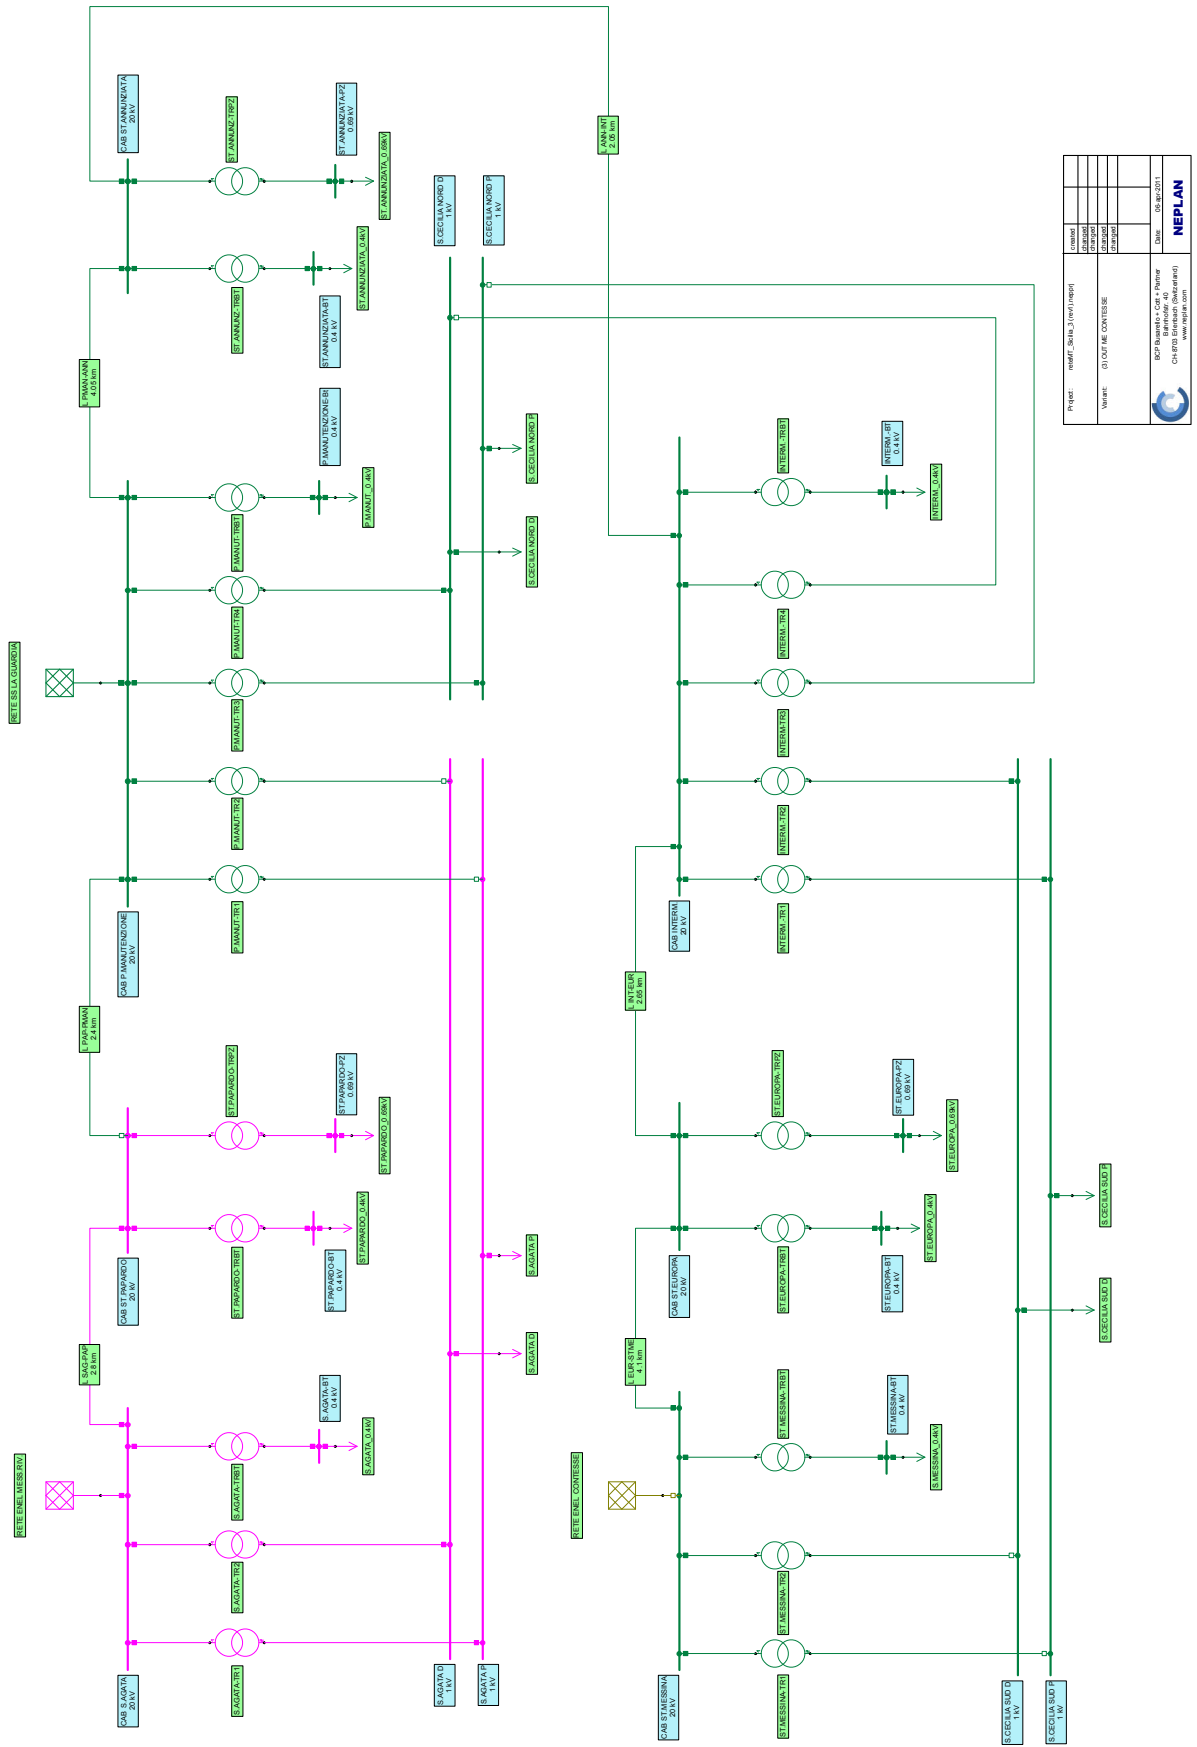 RETE ENEL MESS.RIV.
CAB S.AGATA
20 kV
S.AGATA-TR1
S.AGATA-TR2
S.AGATA-TRBT
S.AGATA-BT
0.4 kV
S.AGATA_0.4kV
L SAG-PAP
2.8 km
CAB ST.PAPARDO
20 kV
ST.PAPARDO-TRBT
ST.PAPARDO-BT
0.4 kV
ST.PAPARDO_0.4kV
ST.PAPARDO-TRPZ
ST.PAPARDO-PZ
0.69 kV
ST.PAPARDO_0.69kV
L PAP-PMAN
2.4 km
RETE SS LA GUARDIA
CAB P.MANUTENZIONE
20 kV
P.MANUT-TR1
P.MANUT-TR2
P.MANUT-TR3
P.MANUT-TR4
P.MANUT-TRBT
P.MANUTENZIONE-Bt
0.4 kV
P.MANUT_0.4kV
L PMAN-ANN
4.05 km
CAB ST.ANNUNZIATA
20 kV
ST.ANNUNZ-TRBT
ST.ANNUNZIATA-BT
0.4 kV
ST.ANNUNZIATA_0.4kV
ST.ANNUNZ-TRPZ
ST.ANNUNZIATA-PZ
0.69 kV
ST.ANNUNZIATA_0.69kV
S.AGATA D
1 kV
S.AGATA P
1 kV
S.AGATA D
S.AGATA P
S.CECILIA NORD D
S.CECILIA NORD P
S.CECILIA NORD D
1 kV
S.CECILIA NORD P
1 kV
L ANN-INT
2.05 km
RETE ENEL CONTESSE
CAB ST.MESSINA
20 kV
ST.MESSINA-TR1
ST.MESSINA-TR2
ST.MESSINA-TRBT
ST.MESSINA-BT
0.4 kV
S.MESSINA_0.4kV
L EUR-STME
4.1 km
CAB ST.EUROPA
20 kV
ST.EUROPA-TRBT
ST.EUROPA-BT
0.4 kV
ST.EUROPA_0.4kV
ST.EUROPA-TRPZ
ST.EUROPA-PZ
0.69 kV
ST.EUROPA_0.69kV
L INT-EUR
2.65 km
CAB INTERM.
20 kV
INTERM.-TR1
INTERM.-TR2
INTERM-TR3
INTERM.-TR4
INTERM.-TRBT
INTERM.-BT
0.4 kV
INTERM._0.4kV
S.CECILIA SUD D
1 kV
S.CECILIA SUD P
1 kV
S.CECILIA SUD D
S.CECILIA SUD P
Project:
reteMT_Sicilia_3 (rev1).nepprj
created
changed
changed
changed
changed
Variant:
(3) OUT ME CONTESSE
BCP Busarello + Cott + Partner
Bahnhofstr. 40
CH-8703 Erlenbach (Switzerland)
www.neplan.com
Date:
06-apr-2011
NEPLAN